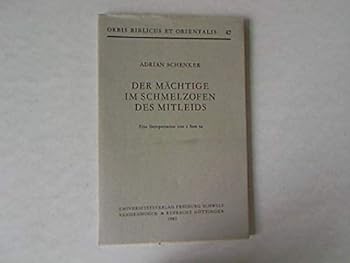 ORBIS BIBLICUS ET ORIENTALIS 42
ADRIAN SCHENKER
DER MÄCHTIGE
IM SCHMELZOFEN
DES MITLEIDS
Eine Interpretation von 2 Sam 24
UNIVERSITÄTSVERLAG FREIBURG SCHWEIZ
VANDENHOECK & RUPRECHT GÖTTINGEN
1982